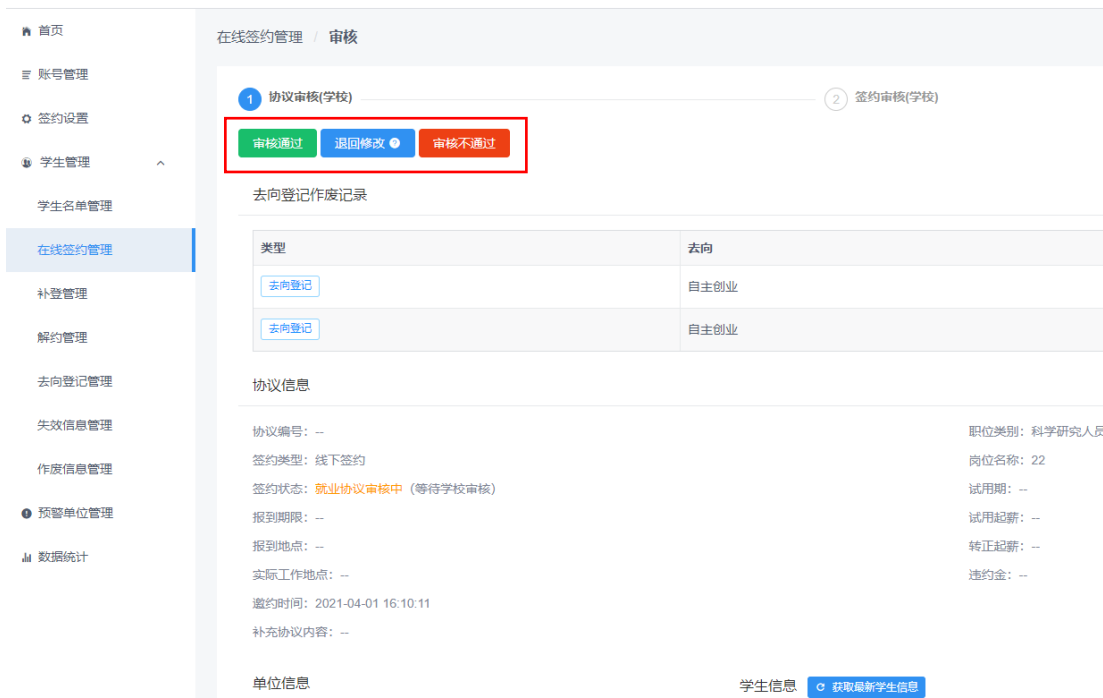 首页
账号管理
签约设置
学生管理
学生名单管理
在线签约管理
补登管理
解约管理
去向登记管理
失效信息管理
作废信息管理
预警单位管理
数据统计
在线签约管理 / 审核
1 协议审核(学校) 2 签约审核(学校)
审核通过 退回修改 ? 审核不通过
去向登记作废记录
类型 去向
去向登记 自主创业
去向登记 自主创业
协议信息
协议编号：-- 职位类别：科学研究人员
签约类型：线下签约 岗位名称：22
签约状态：就业协议审核中（等待学校审核） 试用期：--
报到期限：-- 试用起薪：--
报到地点：-- 转正起薪：--
实际工作地点：-- 违约金：--
邀约时间：2021-04-01 16:10:11
补充协议内容：--
单位信息 学生信息 获取最新学生信息